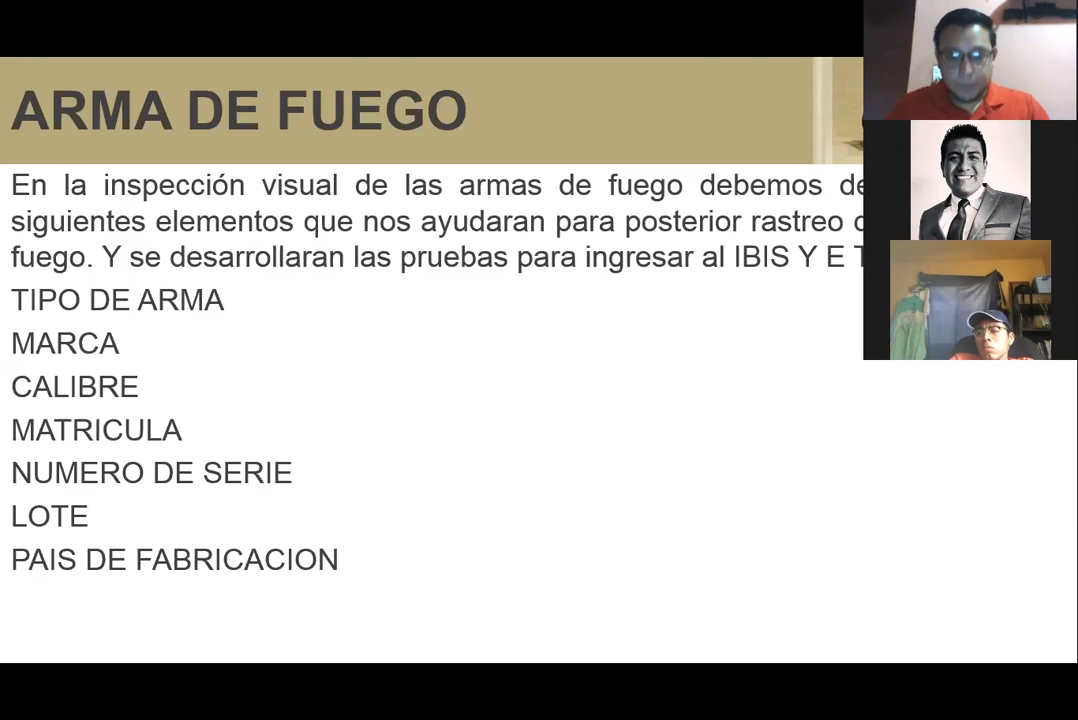 ARMA DE FUEGO
En la inspección visual de las armas de fuego debemos
siguientes elementos que nos ayudaran para posterior rastreo
fuego. Y se desarrollaran las pruebas para ingresar al IBIS Y E
TIPO DE ARMA
MARCA
CALIBRE
MATRICULA
NUMERO DE SERIE
LOTE
PAIS DE FABRICACION